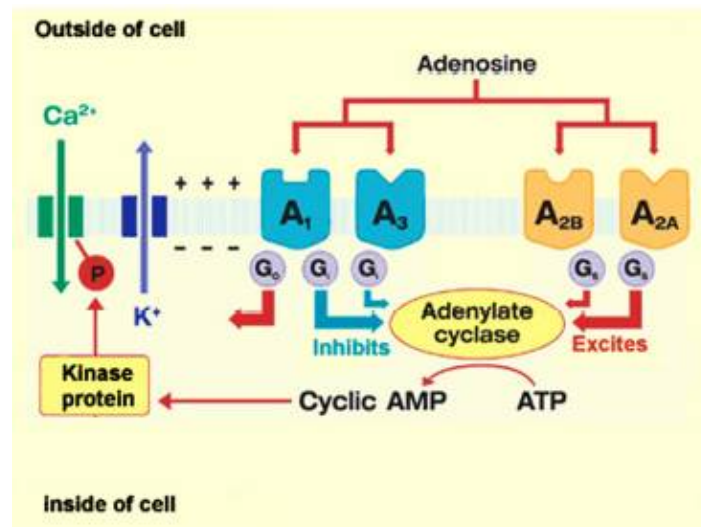 Outside of cell
Adenosine
Ca²⁺
+ + +
A₁
A₃
A₂B
A₂A
- - -
P
Gₒ
Gᵢ
Gᵢ
Gₛ
Gₛ
K⁺
Adenylate
cyclase
Inhibits
Excites
Kinase
protein
Cyclic AMP
ATP
inside of cell